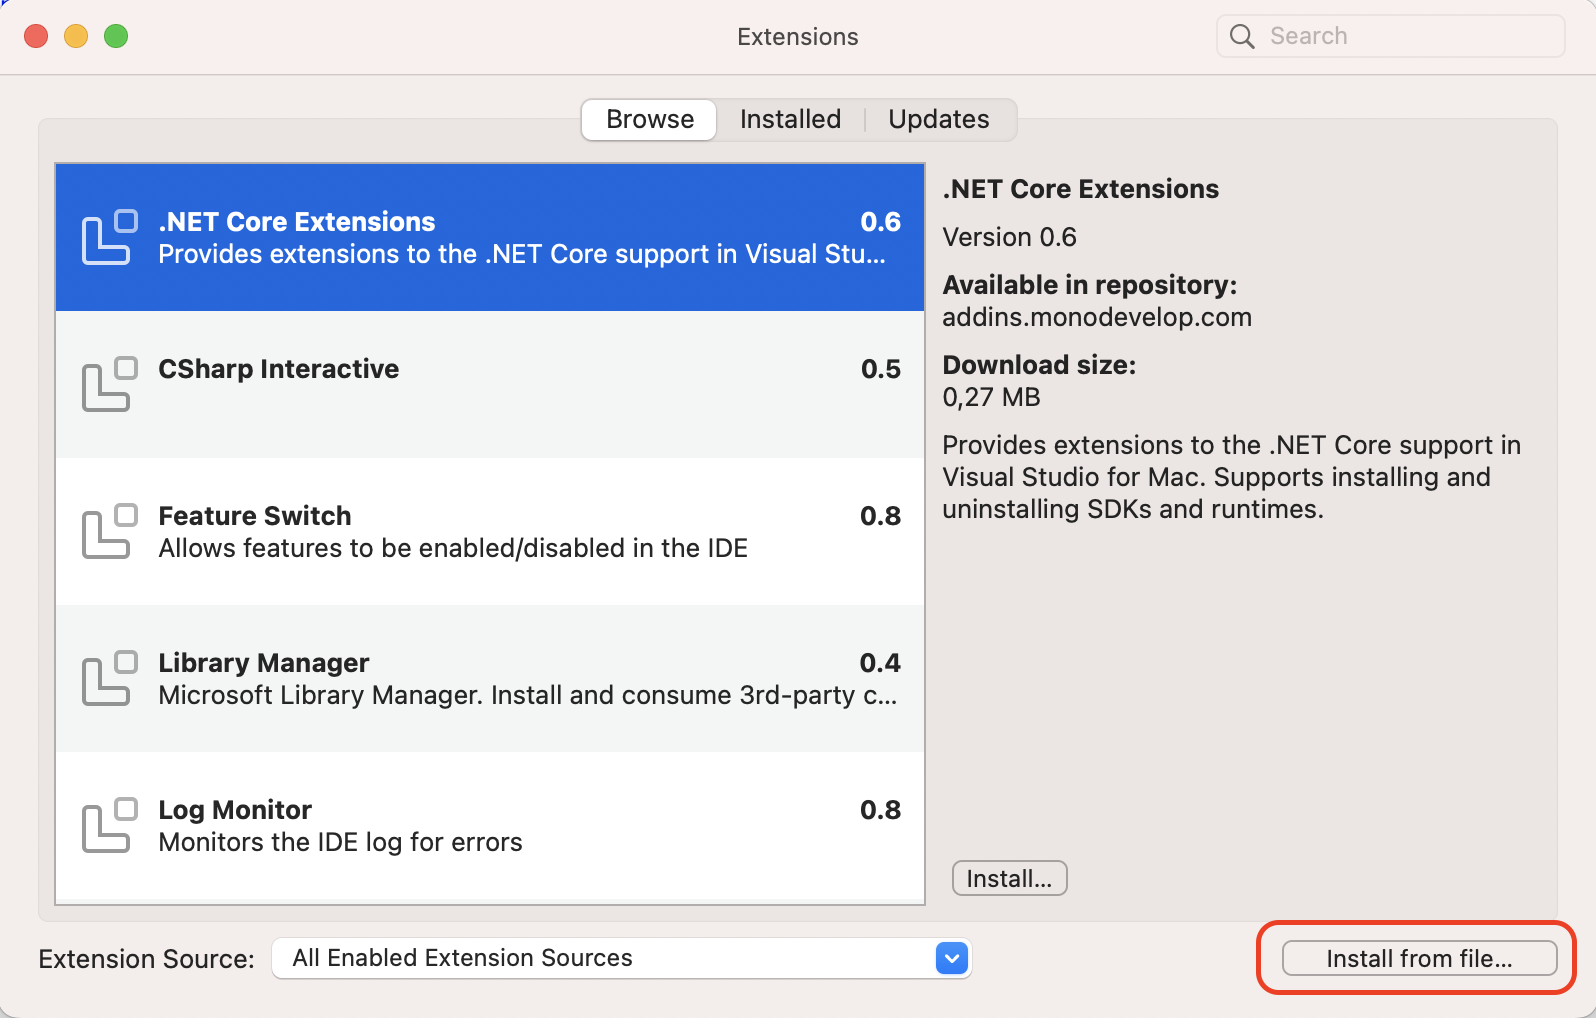 Extensions
Search
Browse
Installed
Updates
.NET Core Extensions
0.6
Provides extensions to the .NET Core support in Visual Stu...
CSharp Interactive
0.5
Feature Switch
0.8
Allows features to be enabled/disabled in the IDE
Library Manager
0.4
Microsoft Library Manager. Install and consume 3rd-party c...
Log Monitor
0.8
Monitors the IDE log for errors
.NET Core Extensions
Version 0.6
Available in repository:
addins.monodevelop.com
Download size:
0,27 MB
Provides extensions to the .NET Core support in
Visual Studio for Mac. Supports installing and
uninstalling SDKs and runtimes.
Install...
Extension Source:
All Enabled Extension Sources
Install from file...